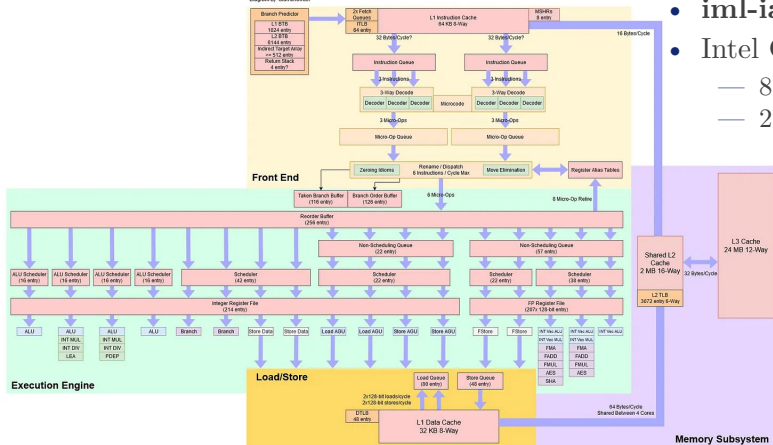 Branch Predictor
L1 BTB
1024 entry
L2 BTB
6144 entry
Indirect Target Array
Return Stack
4 entry?
2x Fetch
Queues
ITLB
64 entry
L1 Instruction Cache
64 KB 8-Way
MSHRs
8 entry
32 Bytes/Cycle?
32 Bytes/Cycle?
16 Bytes/Cycle
Instruction Queue
Instruction Queue
3 Instructions
3 Instructions
3-Way Decode
Decoder Decoder Decoder
Microcode
3-Way Decode
Decoder Decoder Decoder
3 Micro-Ops
3 Micro-Ops
Micro-Op Queue
Micro-Op Queue
Zeroing Idioms
Rename / Dispatch
6 Instructions / Cycle Max
Move Elimination
Register Alias Tables
Front End
Taken Branch Buffer
(116 entry)
Branch Order Buffer
(126 entry)
6 Micro-Ops
8 Micro-Op Retire
Reorder Buffer
(256 entry)
Non-Scheduling Queue
(22 entry)
Non-Scheduling Queue
(57 entry)
ALU Scheduler
(16 entry)
ALU Scheduler
(16 entry)
ALU Scheduler
(16 entry)
ALU Scheduler
(16 entry)
Scheduler
(42 entry)
Scheduler
(22 entry)
Scheduler
(22 entry)
Scheduler
(38 entry)
Integer Register File
(214 entry)
FP Register File
(207x 128-bit entry)
ALU
ALU
INT MUL
INT DIV
LEA
ALU
INT MUL
INT DIV
PDEP
ALU
Branch
Branch
Store Data
Store Data
Load AGU
Load AGU
Store AGU
Store AGU
FStore
FStore
INT Vec ALU
INT Vec MUL
FMA
FADD
FMUL
AES
SHA
INT Vec ALU
INT Vec MUL
FMA
FADD
FMUL
AES
INT Vec ALU
Execution Engine
Load/Store
Load Queue
(80 entry)
Store Queue
(48 entry)
2x128-bit loads/cycle
2x128-bit stores/cycle
DTLB
48 entry
L1 Data Cache
32 KB 8-Way
64 Bytes/Cycle
Shared Between 4 Cores
Shared L2
Cache
2 MB 16-Way
L2 TLB
3072 entry 8-Way
32 Bytes/Cycle
L3 Cache
24 MB 12-Way
Memory Subsystem
• iml-ia
• Intel
— 8
— 2